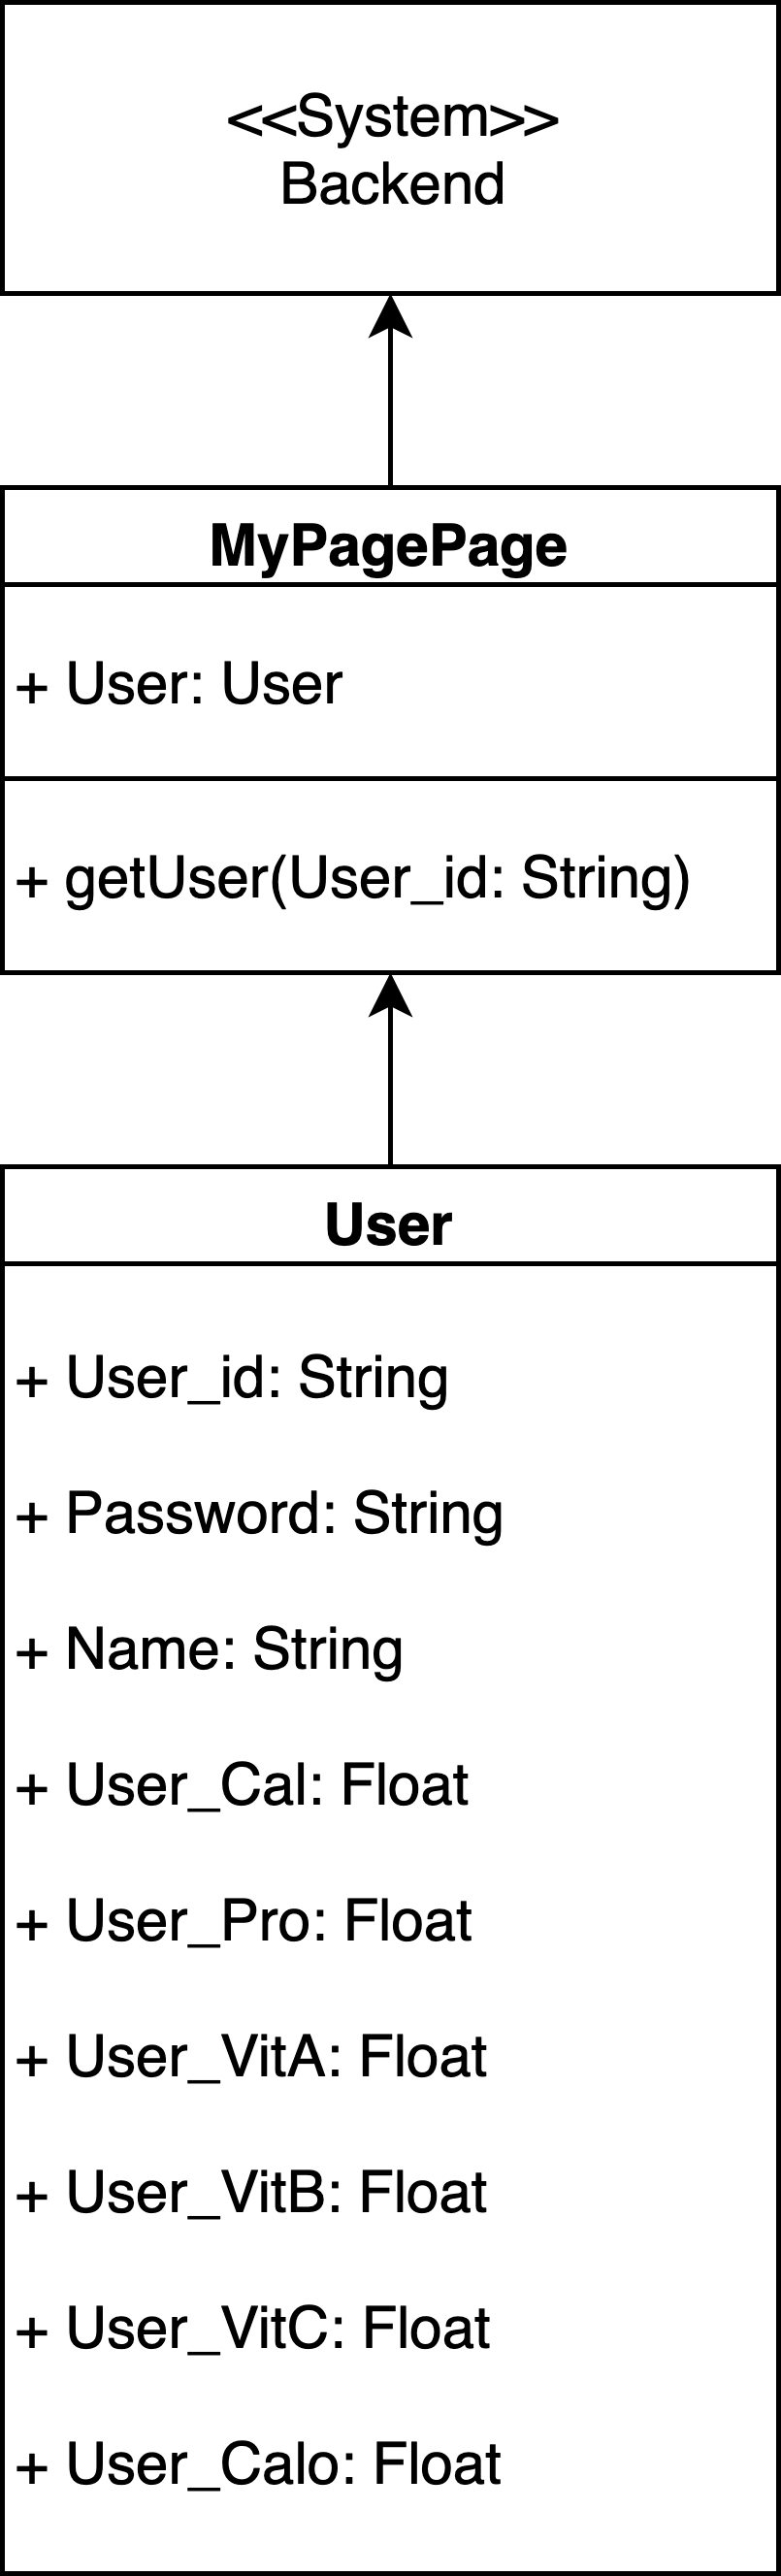 <<System>>
Backend
MyPagePage
+ User: User
+ getUser(User_id: String)
User
+ User_id: String
+ Password: String
+ Name: String
+ User_Cal: Float
+ User_Pro: Float
+ User_VitA: Float
+ User_VitB: Float
+ User_VitC: Float
+ User_Calo: Float